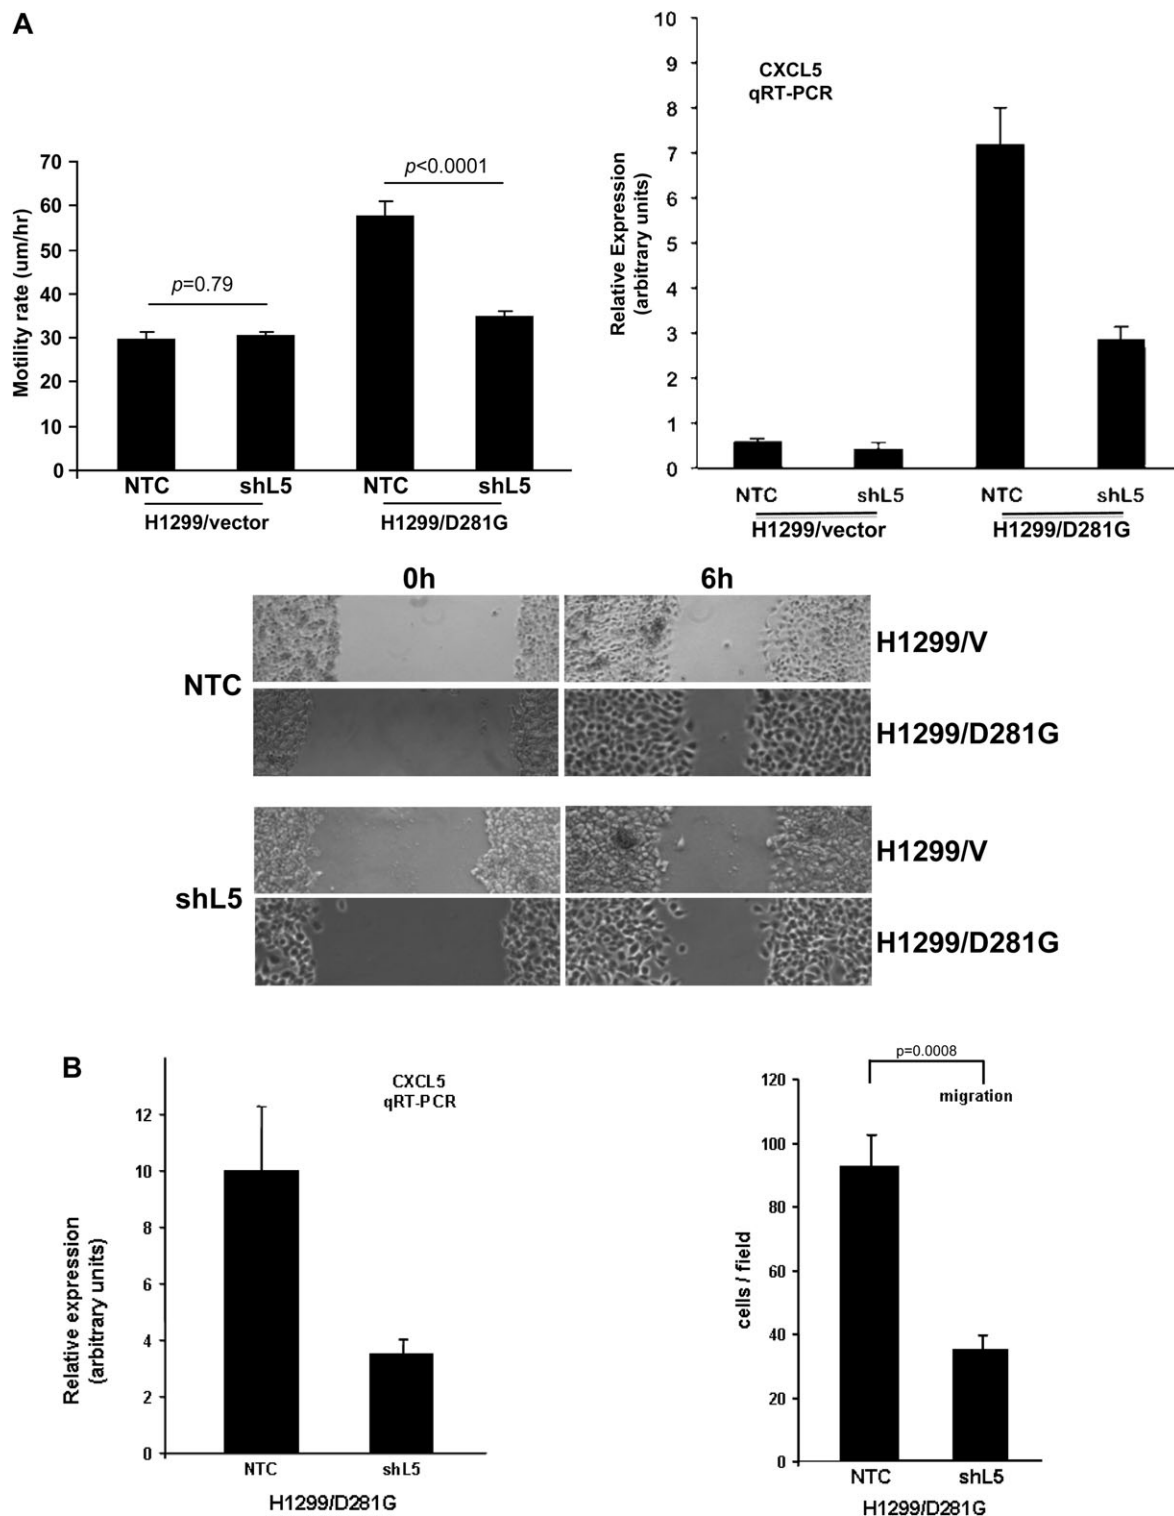 A
70
60
50
40
30
20
10
0
Motility rate (um/hr)
p=0.79
p<0.0001
NTC
shL5
NTC
shL5
H1299/vector
H1299/D281G
10
9
8
7
6
5
4
3
2
1
0
Relative Expression
(arbitrary units)
CXCL5
qRT-PCR
NTC
shL5
NTC
shL5
H1299/vector
H1299/D281G
0h
6h
NTC
H1299/V
H1299/D281G
shL5
H1299/V
H1299/D281G
B
12
10
8
6
4
2
0
Relative expression
(arbitrary units)
CXCL5
qRT-PCR
NTC
shL5
H1299/D281G
p=0.0008
migration
120
100
80
60
40
20
0
cells / field
NTC
shL5
H1299/D281G